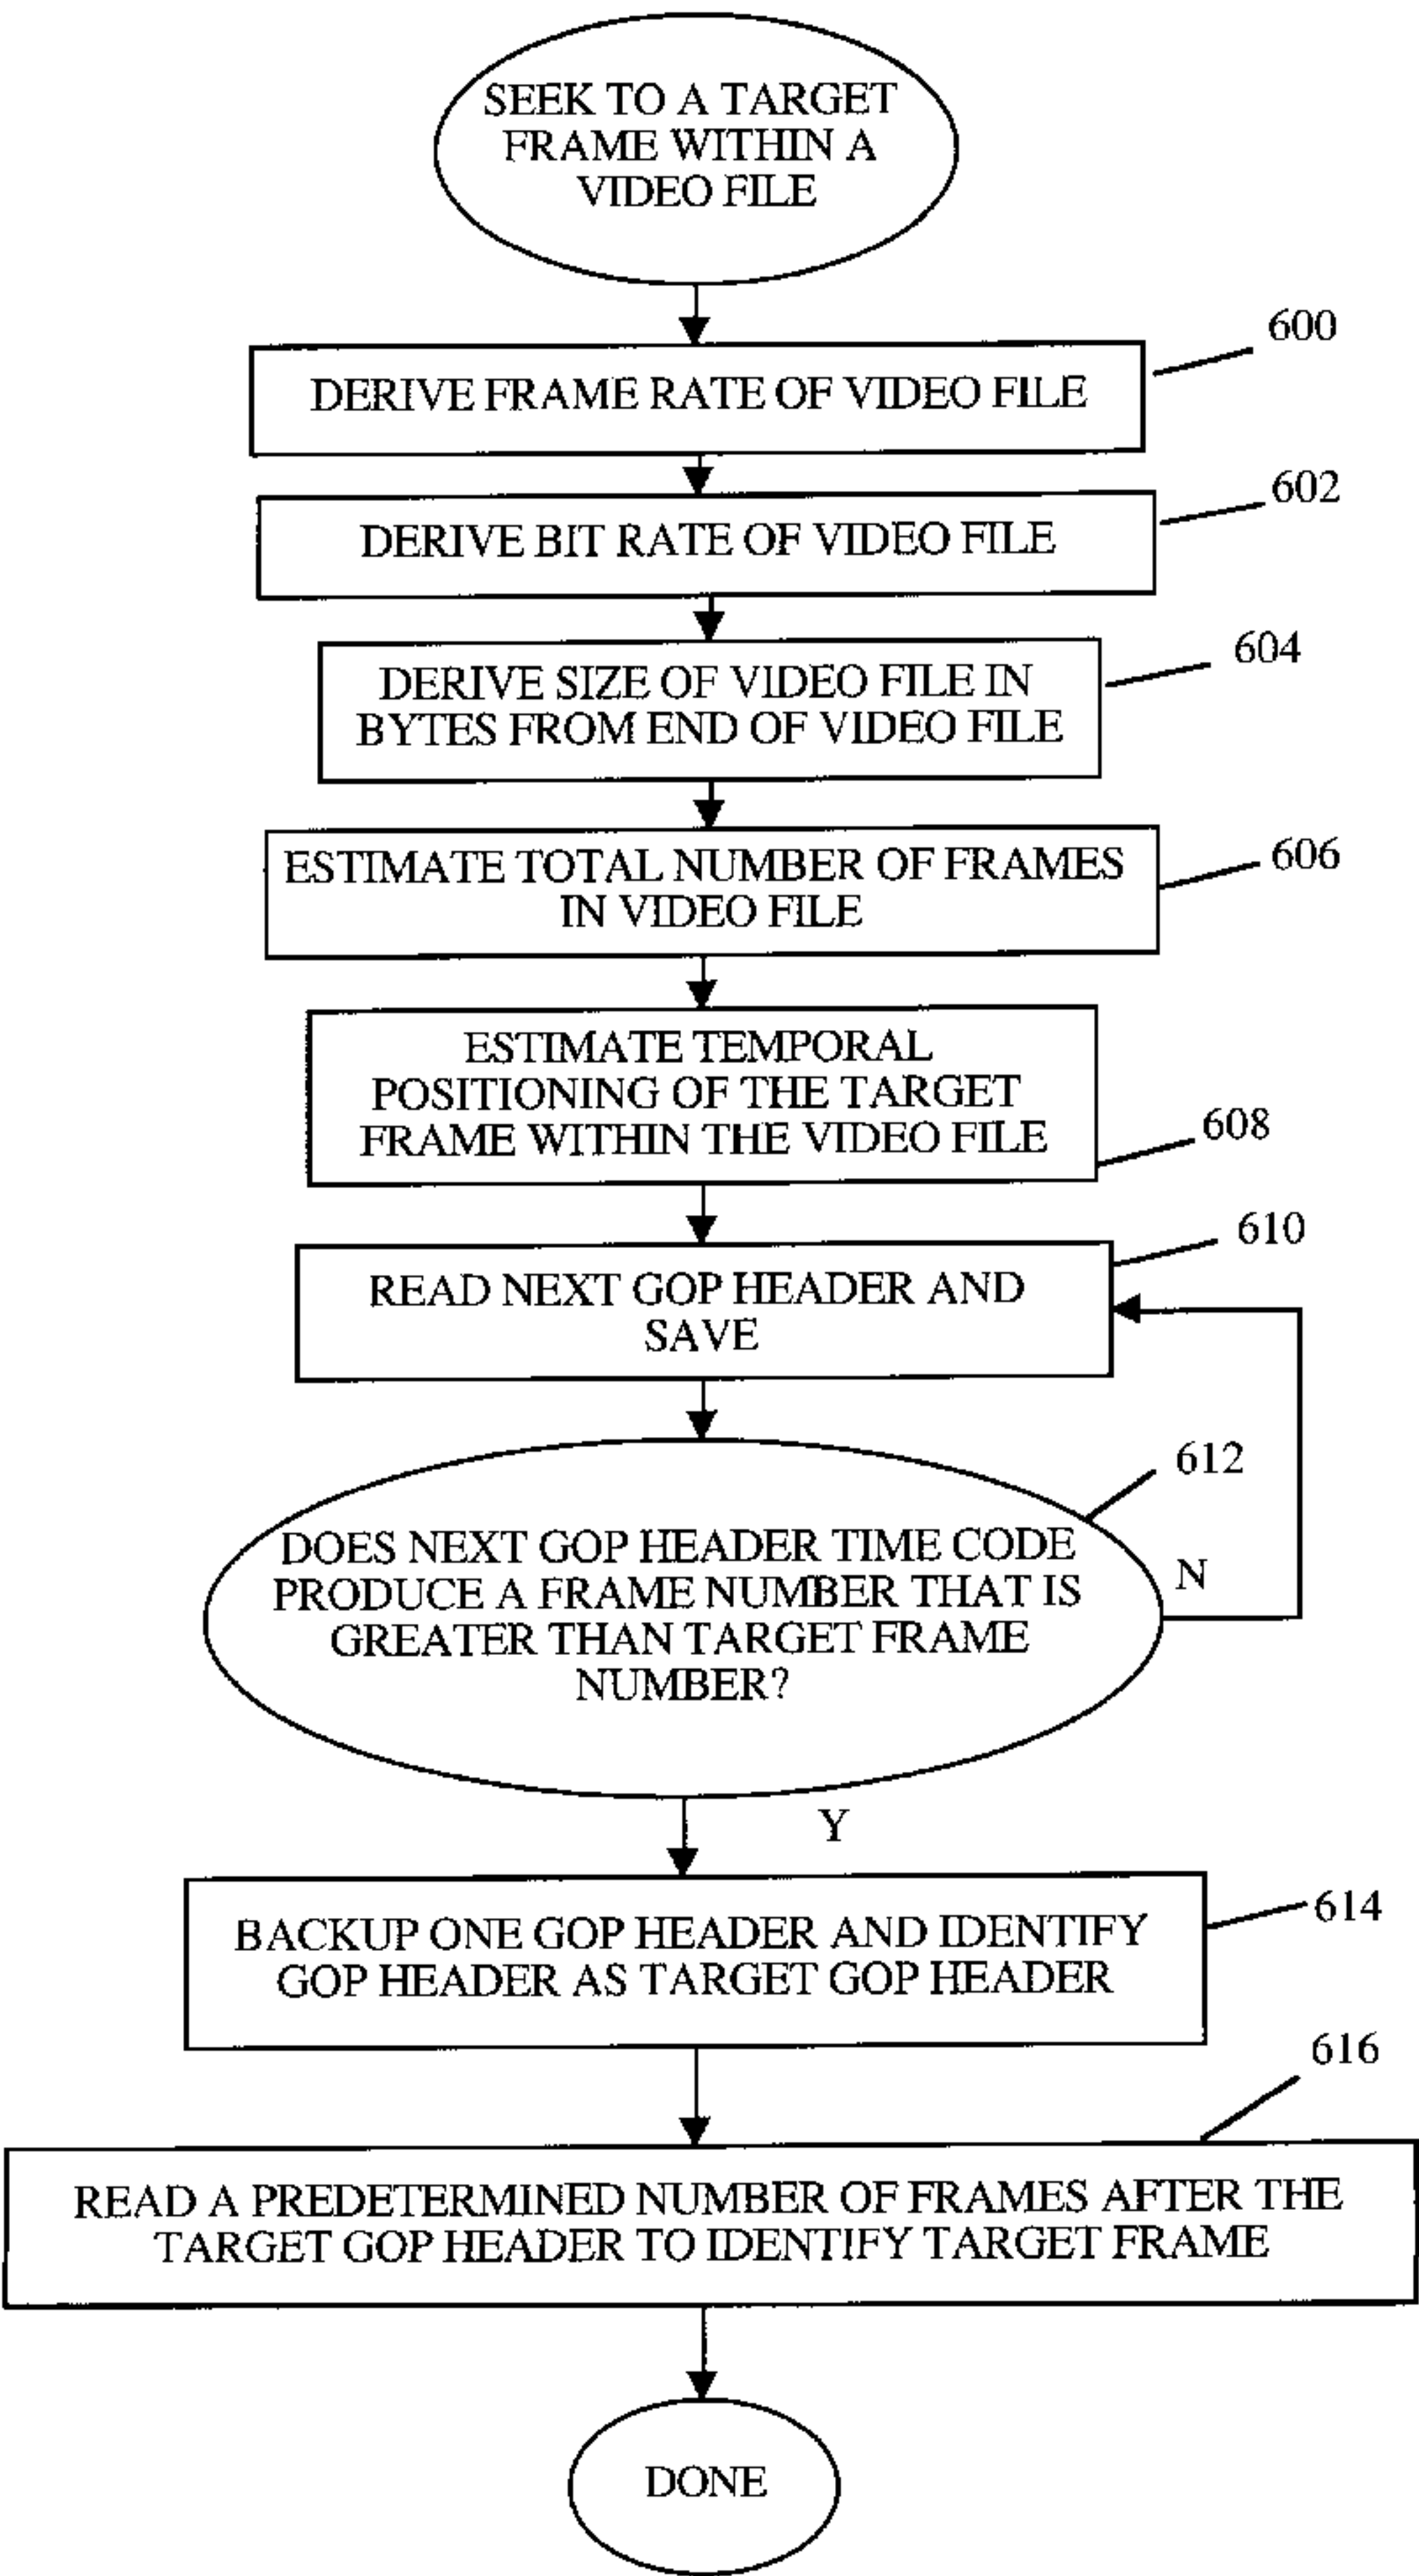 SEEK TO A TARGET
FRAME WITHIN A
VIDEO FILE
600
DERIVE FRAME RATE OF VIDEO FILE
602
DERIVE BIT RATE OF VIDEO FILE
604
DERIVE SIZE OF VIDEO FILE IN
BYTES FROM END OF VIDEO FILE
606
ESTIMATE TOTAL NUMBER OF FRAMES
IN VIDEO FILE
ESTIMATE TEMPORAL
POSITIONING OF THE TARGET
FRAME WITHIN THE VIDEO FILE
608
610
READ NEXT GOP HEADER AND
SAVE
612
DOES NEXT GOP HEADER TIME CODE
PRODUCE A FRAME NUMBER THAT IS
GREATER THAN TARGET FRAME
NUMBER?
N
Y
614
BACKUP ONE GOP HEADER AND IDENTIFY
GOP HEADER AS TARGET GOP HEADER
616
READ A PREDETERMINED NUMBER OF FRAMES AFTER THE
TARGET GOP HEADER TO IDENTIFY TARGET FRAME
DONE